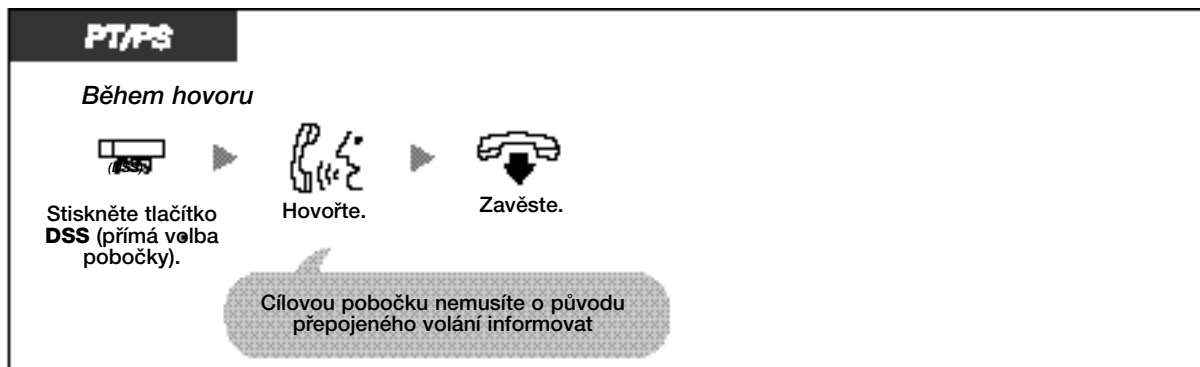 PT/PS
Během hovoru
(DSS)
Stiskněte tlačítko
DSS (přímá volba
pobočky).
Hovořte.
Zavěste.
Cílovou pobočku nemusíte o původu
přepojeného volání informovat